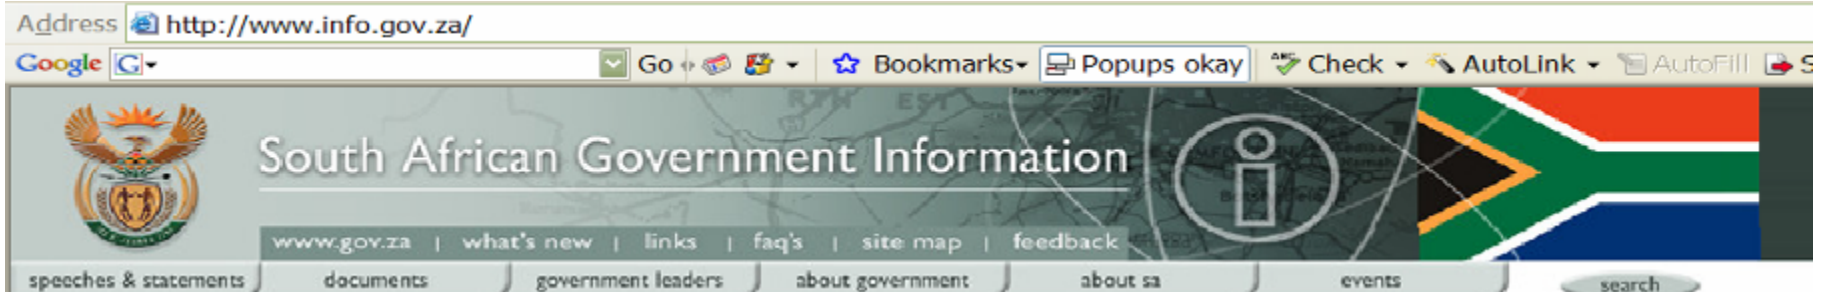 Address http://www.info.gov.za/
Google G Go Bookmarks Popups okay Check AutoLink AutoFill S
South African Government Information
www.gov.za | what's new | links | faq's | site map | feedback
speeches & statements documents government leaders about government about sa events search